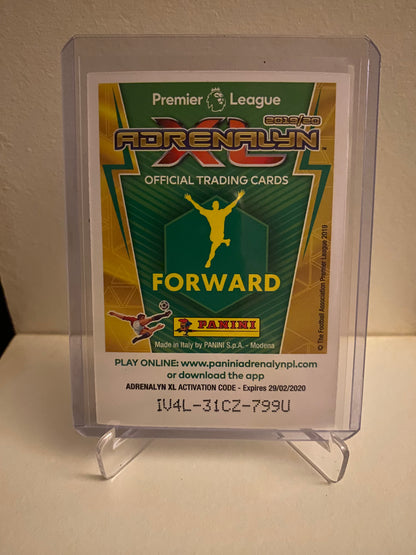 Premier League
2019/20
ADRENALYN
XL™
OFFICIAL TRADING CARDS
FORWARD
PANINI
Made in Italy by PANINI S.p.A. - Modena
© The Football Association Premier League 2019
PLAY ONLINE: www.paniniadrenalynpl.com
or download the app
ADRENALYN XL ACTIVATION CODE - Expires 29/02/2020
IV4L-31CZ-799U